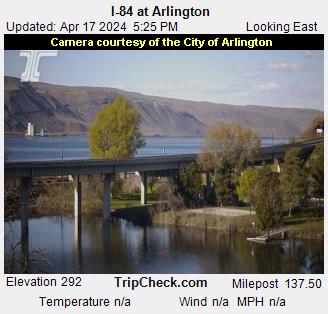 I-84 at Arlington
Updated: Apr 17 2024 5:25 PM Looking East
Camera courtesy of the City of Arlington
Elevation 292 TripCheck.com Milepost 137.50
Temperature n/a Wind n/a MPH n/a